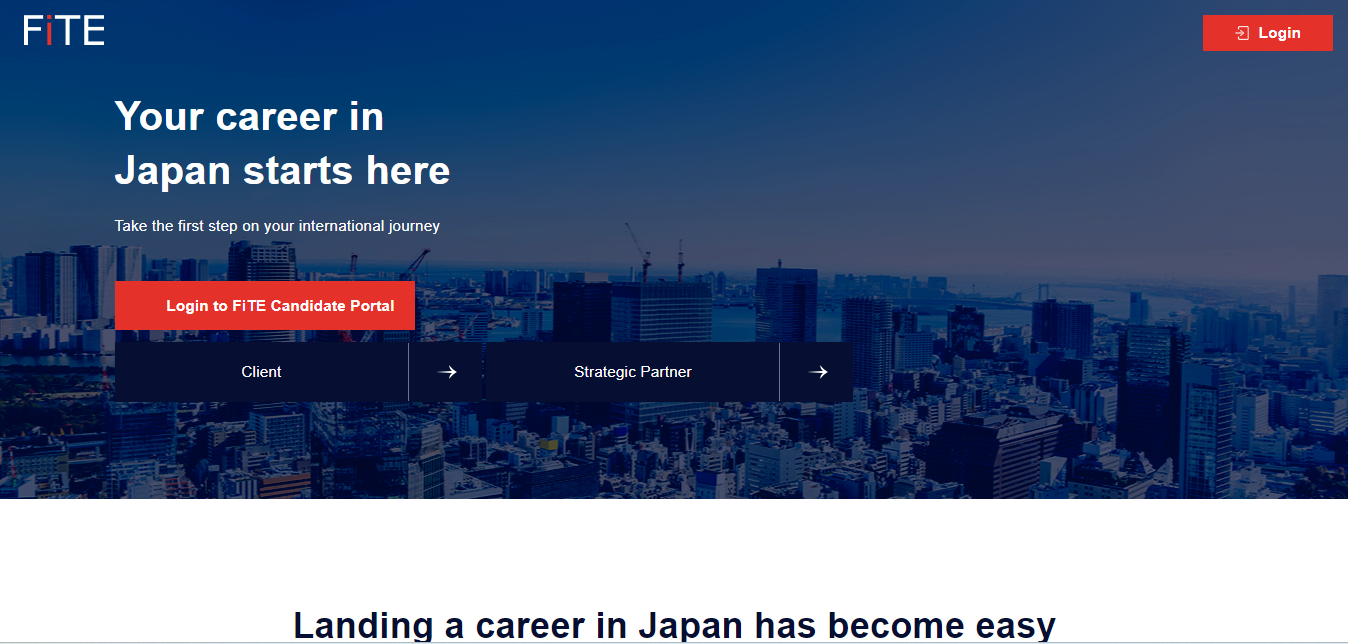 FiTE
Login
Your career in
Japan starts here
Take the first step on your international journey
Login to FiTE Candidate Portal
Client
Strategic Partner
Landing a career in Japan has become easy